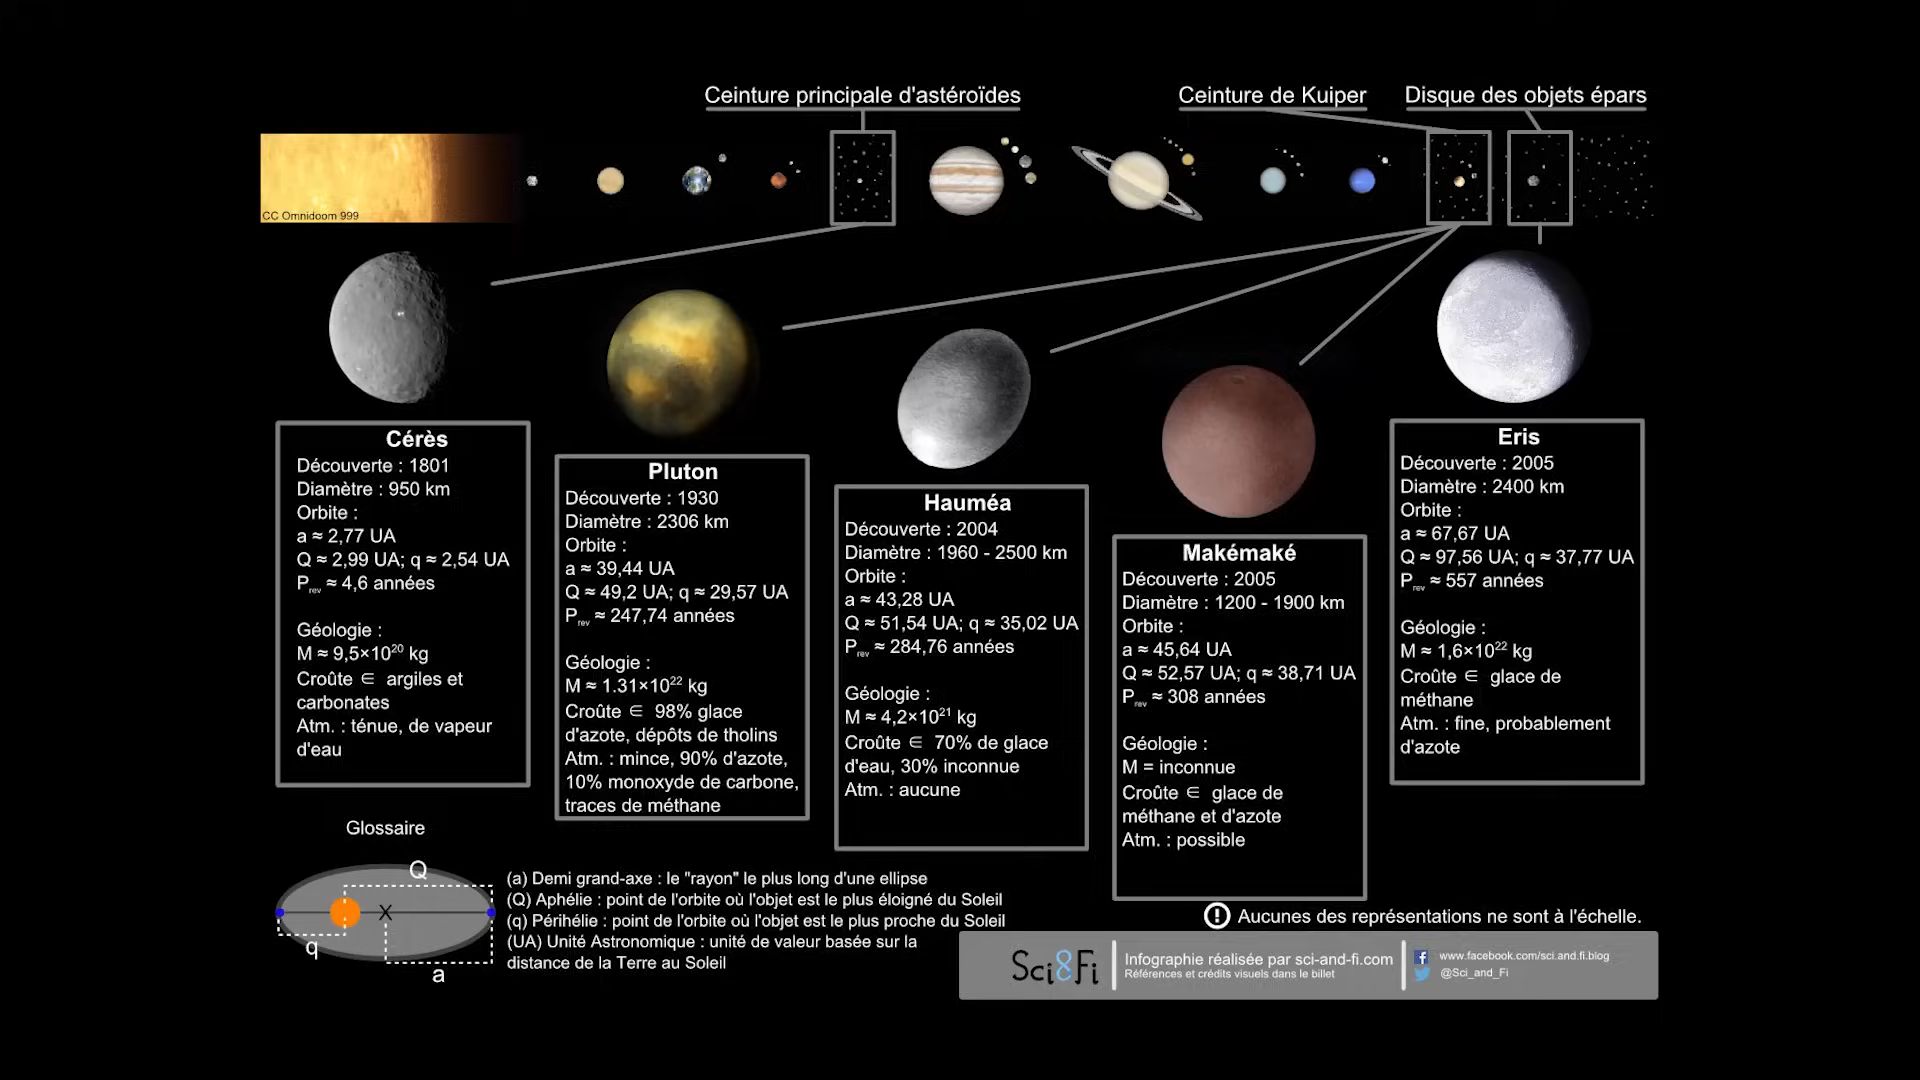 Ceinture principale d'astéroïdes
Ceinture de Kuiper
Disque des objets épars
CC Omnidoom 999
Cérès
Découverte : 1801
Diamètre : 950 km
Orbite :
a ≈ 2,77 UA
Q ≈ 2,99 UA; q ≈ 2,54 UA
Prev ≈ 4,6 années
Géologie :
M ≈ 9,5×10²⁰ kg
Croûte ∈ argiles et
carbonates
Atm. : ténue, de vapeur
d'eau
Pluton
Découverte : 1930
Diamètre : 2306 km
Orbite :
a ≈ 39,44 UA
Q ≈ 49,2 UA; q ≈ 29,57 UA
Prev ≈ 247,74 années
Géologie :
M ≈ 1.31×10²² kg
Croûte ∈ 98% glace
d'azote, dépôts de tholins
Atm. : mince, 90% d'azote,
10% monoxyde de carbone,
traces de méthane
Hauméa
Découverte : 2004
Diamètre : 1960 - 2500 km
Orbite :
a ≈ 43,28 UA
Q ≈ 51,54 UA; q ≈ 35,02 UA
Prev ≈ 284,76 années
Géologie :
M ≈ 4,2×10²¹ kg
Croûte ∈ 70% de glace
d'eau, 30% inconnue
Atm. : aucune
Makémaké
Découverte : 2005
Diamètre : 1200 - 1900 km
Orbite :
a ≈ 45,64 UA
Q ≈ 52,57 UA; q ≈ 38,71 UA
Prev ≈ 308 années
Géologie :
M = inconnue
Croûte ∈ glace de
méthane et d'azote
Atm. : possible
Eris
Découverte : 2005
Diamètre : 2400 km
Orbite :
a ≈ 67,67 UA
Q ≈ 97,56 UA; q ≈ 37,77 UA
Prev ≈ 557 années
Géologie :
M ≈ 1,6×10²² kg
Croûte ∈ glace de
méthane
Atm. : fine, probablement
d'azote
Glossaire
Q
X
q
a
(a) Demi grand-axe : le "rayon" le plus long d'une ellipse
(Q) Aphélie : point de l'orbite où l'objet est le plus éloigné du Soleil
(q) Périhélie : point de l'orbite où l'objet est le plus proche du Soleil
(UA) Unité Astronomique : unité de valeur basée sur la
distance de la Terre au Soleil
! Aucunes des représentations ne sont à l'échelle.
Sci&Fi
Infographie réalisée par sci-and-fi.com
Références et crédits visuels dans le billet
www.facebook.com/sci.and.fi.blog
@Sci_and_Fi